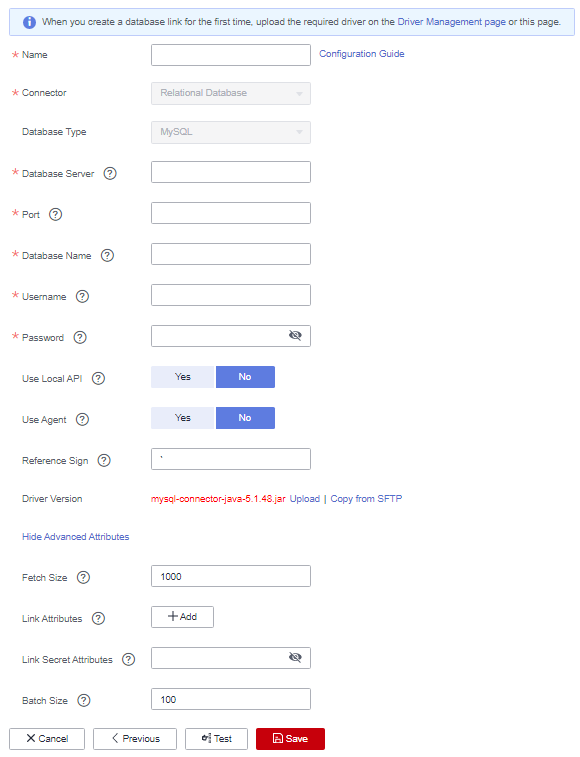 When you create a database link for the first time, upload the required driver on the Driver Management page or this page.
* Name Configuration Guide
* Connector Relational Database
Database Type MySQL
* Database Server ?
* Port ?
* Database Name ?
* Username ?
* Password ?
Use Local API ? Yes No
Use Agent ? Yes No
Reference Sign ? '
Driver Version mysql-connector-java-5.1.48.jar Upload | Copy from SFTP
Hide Advanced Attributes
Fetch Size ? 1000
Link Attributes ? + Add
Link Secret Attributes ?
Batch Size ? 100
Cancel Previous Test Save